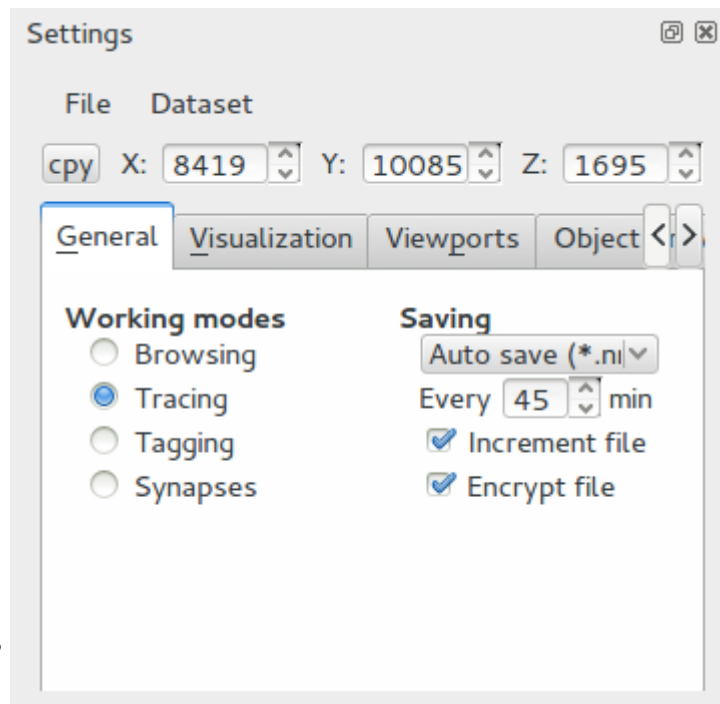 Settings
File Dataset
cpy X: 8419 Y: 10085 Z: 1695
General Visualization Viewports Object
Working modes Saving
Browsing Auto save (*.
Tracing Every 45 min
Tagging Increment file
Synapses Encrypt file